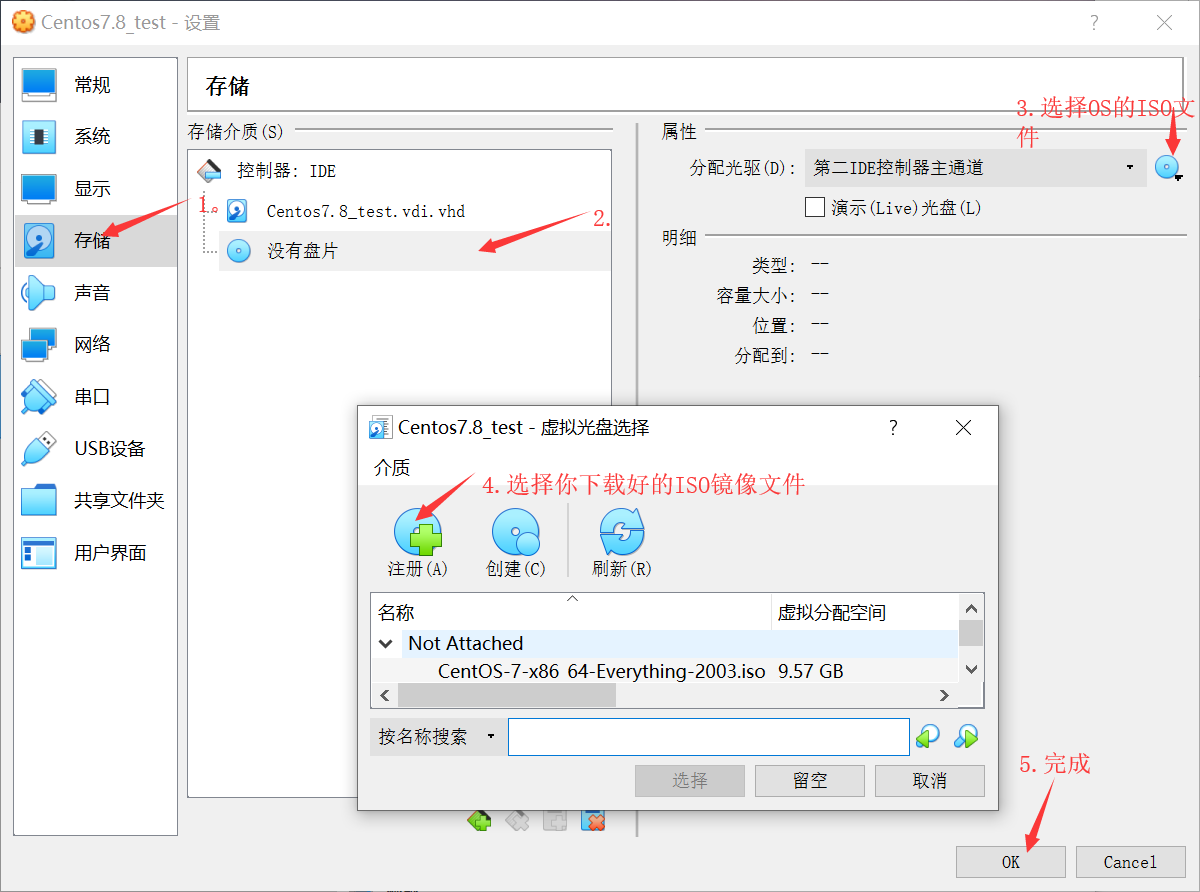 Centos7.8_test - 设置
常规
系统
显示
存储
声音
网络
串口
USB设备
共享文件夹
用户界面
存储
存储介质(S)
控制器: IDE
Centos7.8_test.vdi.vhd
没有盘片
1。
2.
属性
3.选择OS的ISO文
件
分配光驱(D): 第二IDE控制器主通道
演示(Live)光盘(L)
明细
类型: --
容量大小: --
位置: --
分配到: --
Centos7.8_test - 虚拟光盘选择
介质
4.选择你下载好的ISO镜像文件
注册(A) 创建(C) 刷新(R)
名称 虚拟分配空间
Not Attached
CentOS-7-x86_64-Everything-2003.iso 9.57 GB
按名称搜索
选择 留空 取消
5.完成
OK Cancel